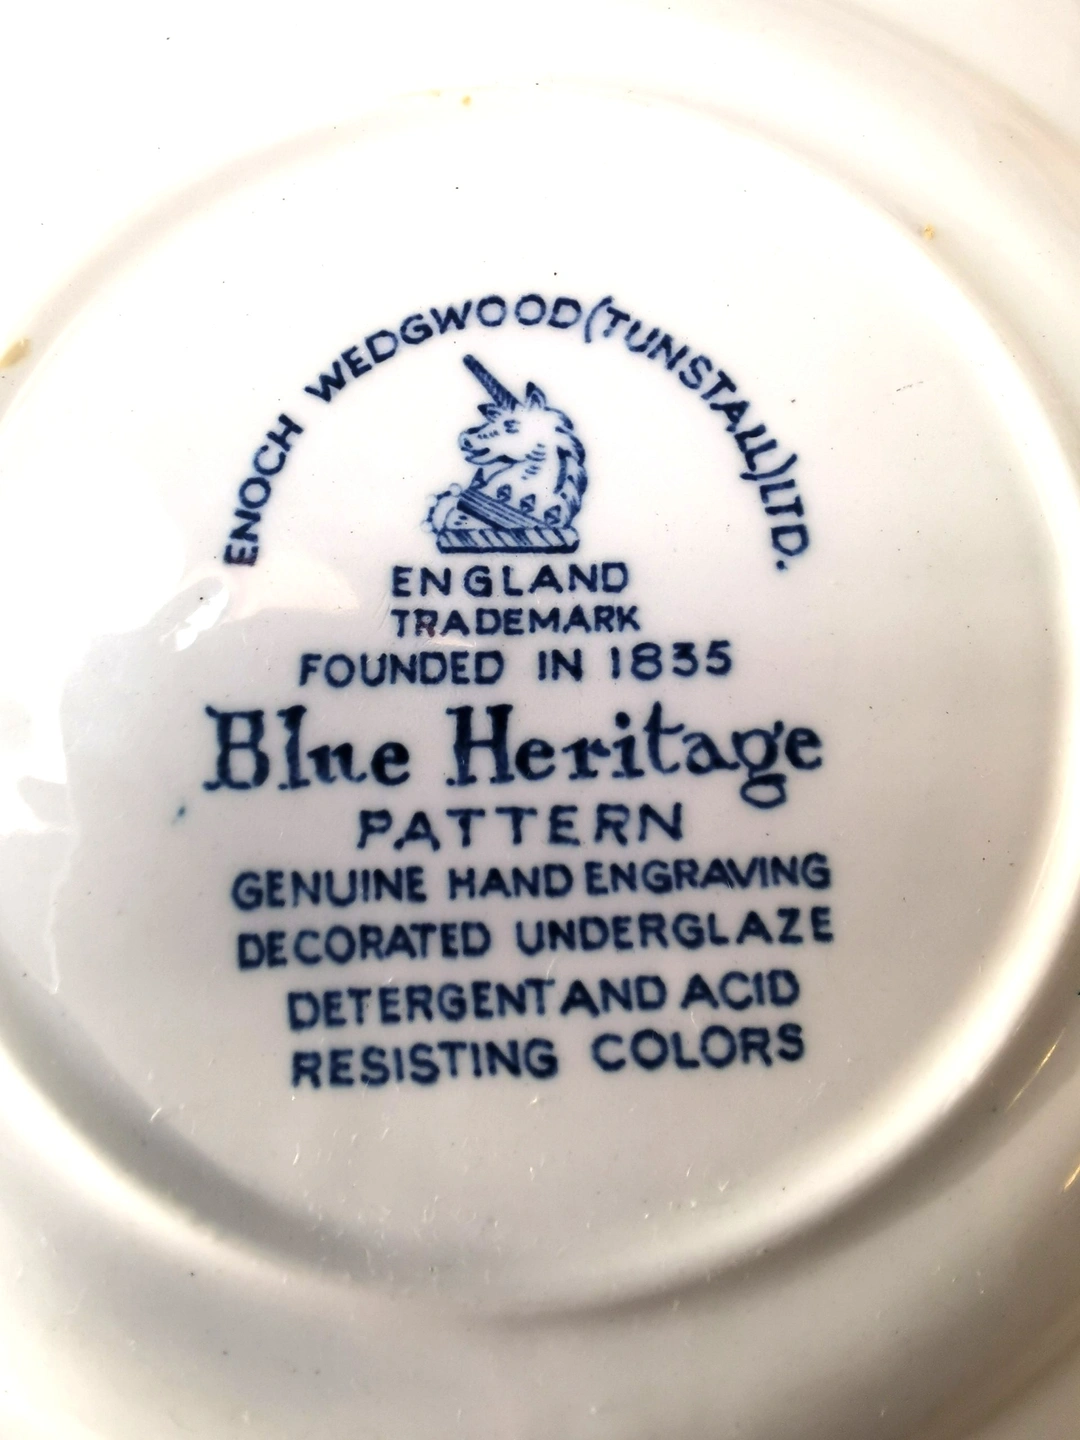 ENOCH WEDGWOOD (TUNSTALL) LTD.
ENGLAND
TRADEMARK
FOUNDED IN 1835
Blue Heritage
PATTERN
GENUINE HAND ENGRAVING
DECORATED UNDERGLAZE
DETERGENT AND ACID
RESISTING COLORS